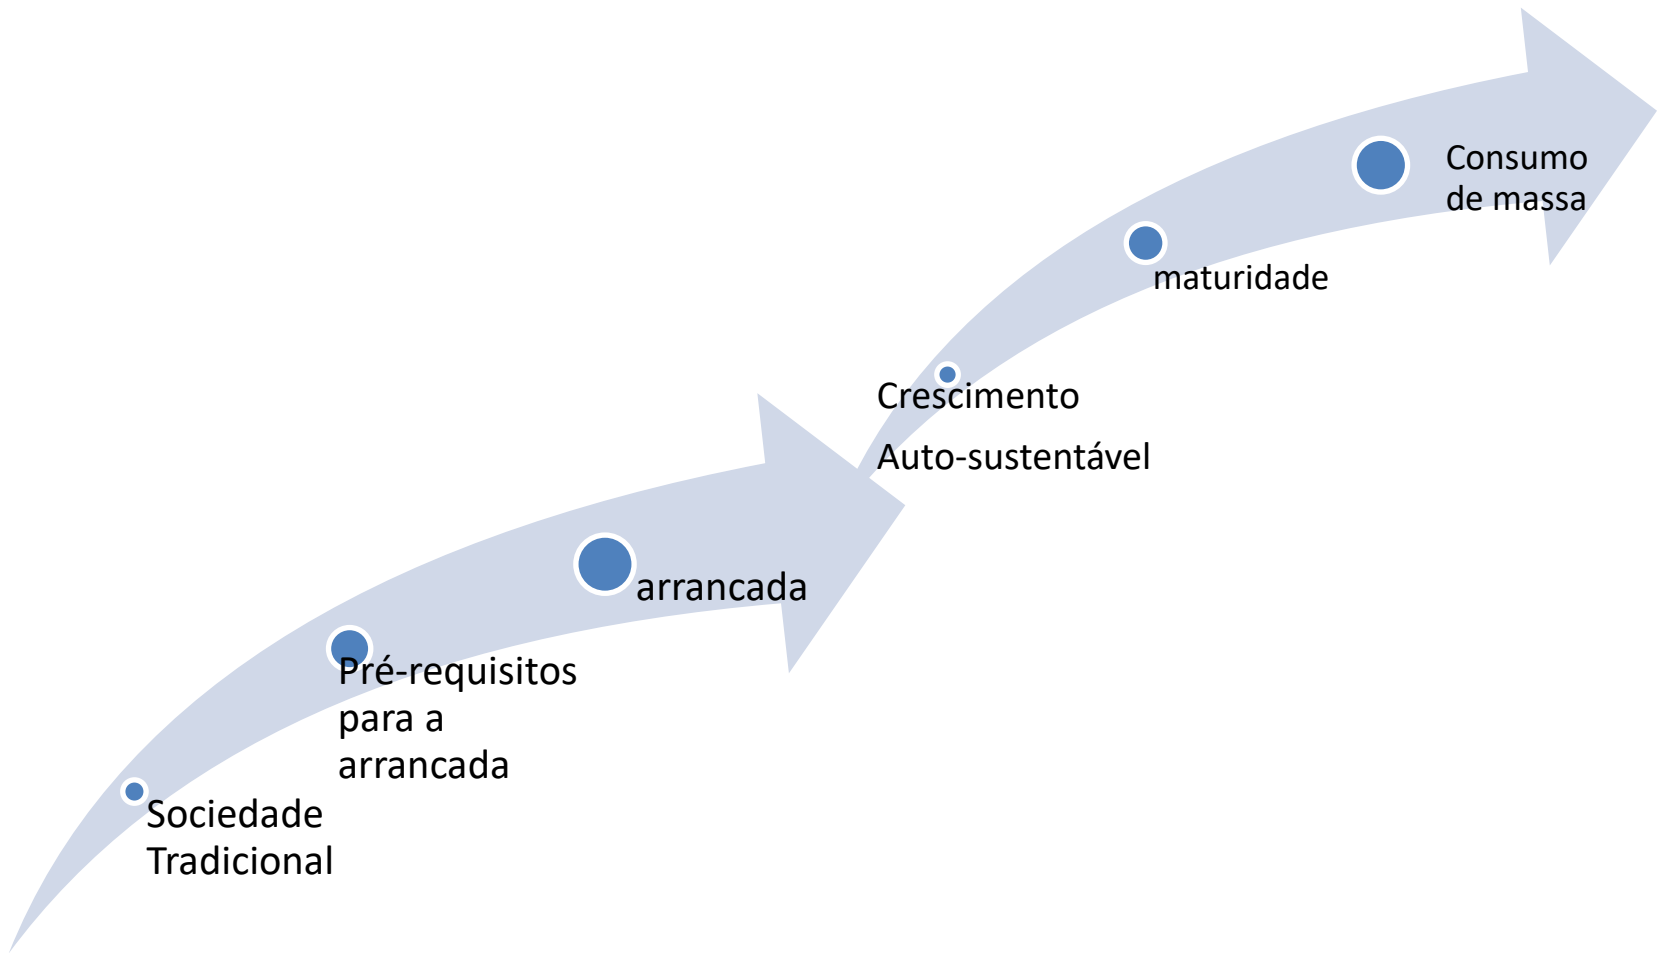 Sociedade
Tradicional
Pré-requisitos
para a
arrancada
arrancada
Crescimento
Auto-sustentável
maturidade
Consumo
de massa